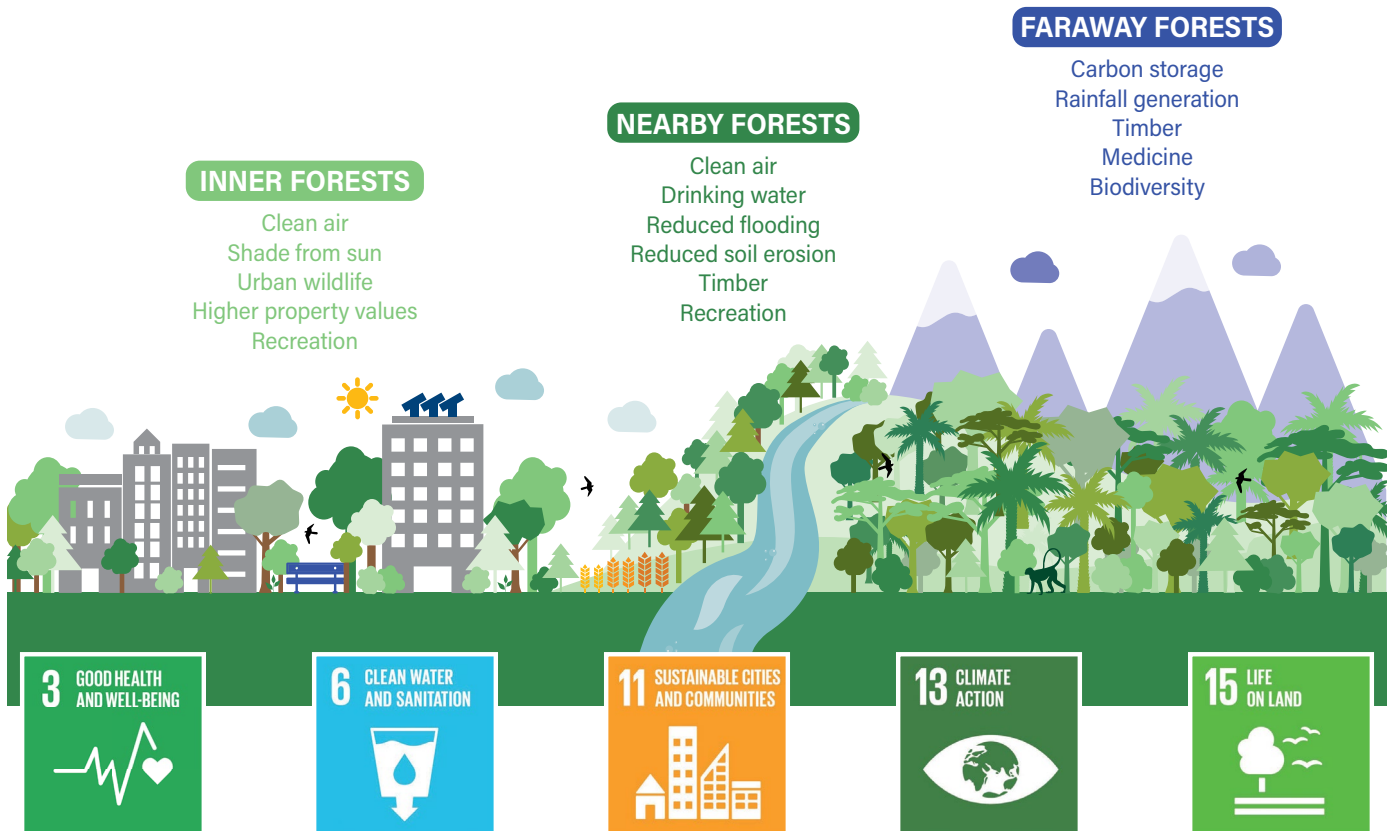 INNER FORESTS
Clean air
Shade from sun
Urban wildlife
Higher property values
Recreation
NEARBY FORESTS
Clean air
Drinking water
Reduced flooding
Reduced soil erosion
Timber
Recreation
FARAWAY FORESTS
Carbon storage
Rainfall generation
Timber
Medicine
Biodiversity
3 GOOD HEALTH
AND WELL-BEING
6 CLEAN WATER
AND SANITATION
11 SUSTAINABLE CITIES
AND COMMUNITIES
13 CLIMATE
ACTION
15 LIFE
ON LAND